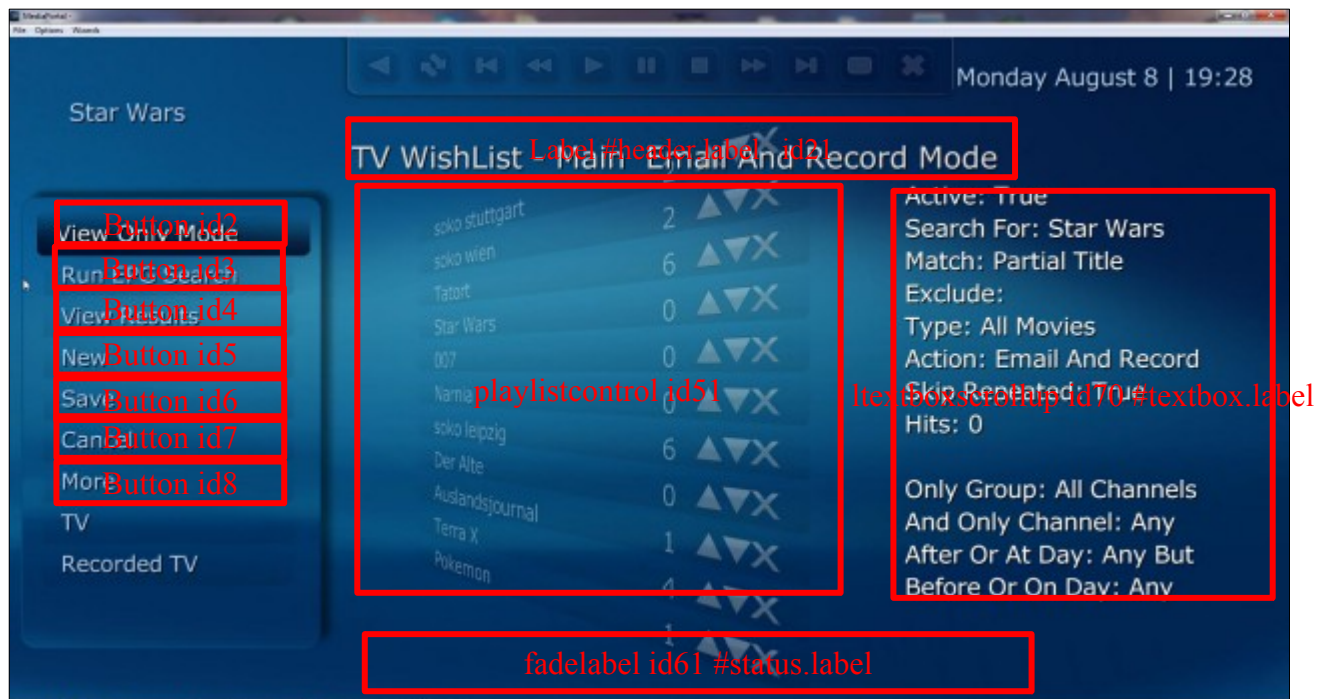 MediaPortal -
File Options Wizards
Monday August 8 | 19:28
Star Wars
TV WishList - Main Email And Record Mode
Label #header.label id21
View Only Mode
Button id2
Run EPG Search
Button id3
View Results
Button id4
New
Button id5
Save
Button id6
Cancel
Button id7
More
Button id8
TV
Recorded TV
soko stuttgart 2
soko wien 6
Tatort 0
Star Wars 0
007 0
Narnia 6
soko leipzig 0
Der Alte 1
Auslandsjournal 4
Terra X 1
Pokemon
playlistcontrol id51
Active: True
Search For: Star Wars
Match: Partial Title
Exclude:
Type: All Movies
Action: Email And Record
Skip Repeated: True
Hits: 0
Only Group: All Channels
And Only Channel: Any
After Or At Day: Any But
Before Or On Day: Any
ltextboxscrollup id70 #textbox.label
fadelabel id61 #status.label